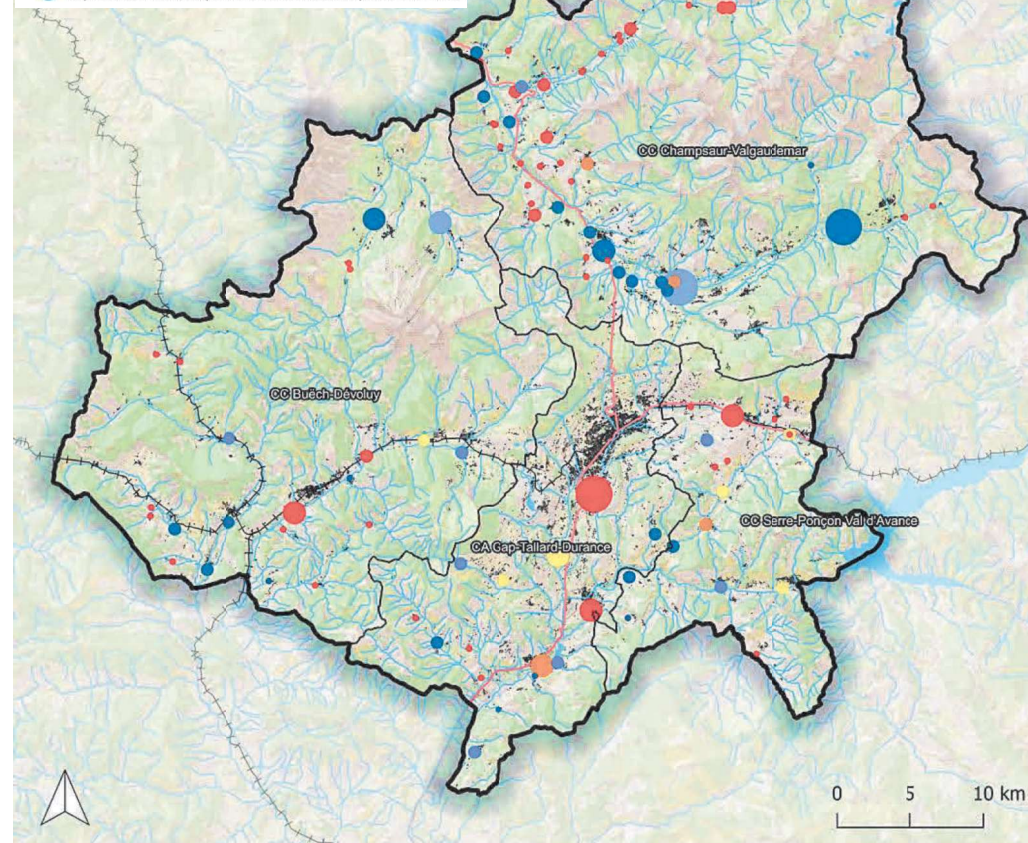 CC Champsaur-Valgaudemar
CC Buëch-Dévoluy
CC Serre-Ponçon Val d'Avance
CA Gap-Tallard-Durance
0 5 10 km